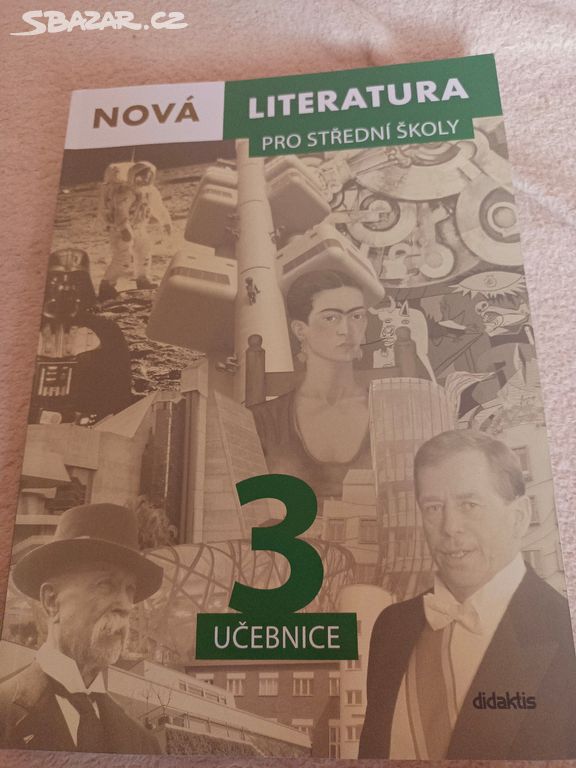 SBAZAR.CZ
NOVÁ LITERATURA
PRO STŘEDNÍ ŠKOLY
3
UČEBNICE
didaktis